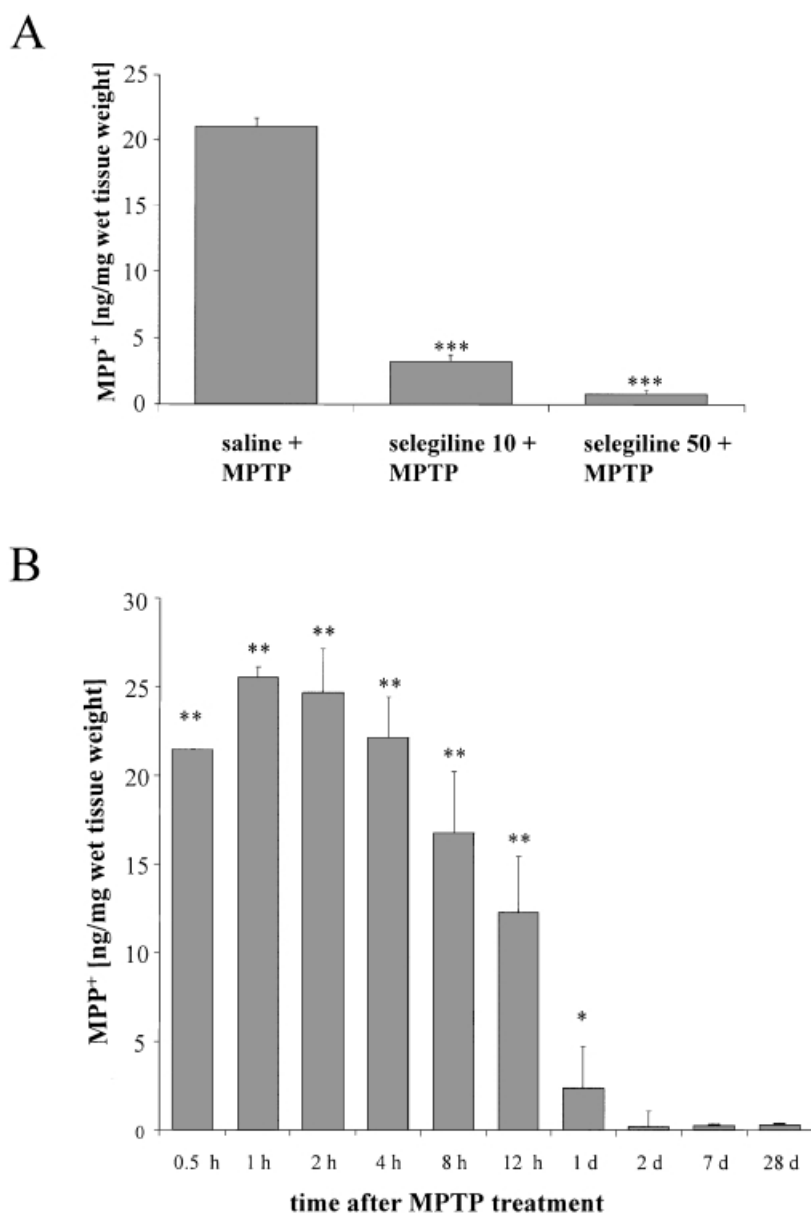 A
MPP+ [ng/mg wet tissue weight]
25
20
15
10
5
0
***
***
saline +
MPTP
selegiline 10 +
MPTP
selegiline 50 +
MPTP
B
MPP+ [ng/mg wet tissue weight]
30
25
20
15
10
5
0
**
**
**
**
**
**
*
0.5 h 1 h 2 h 4 h 8 h 12 h 1 d 2 d 7 d 28 d
time after MPTP treatment